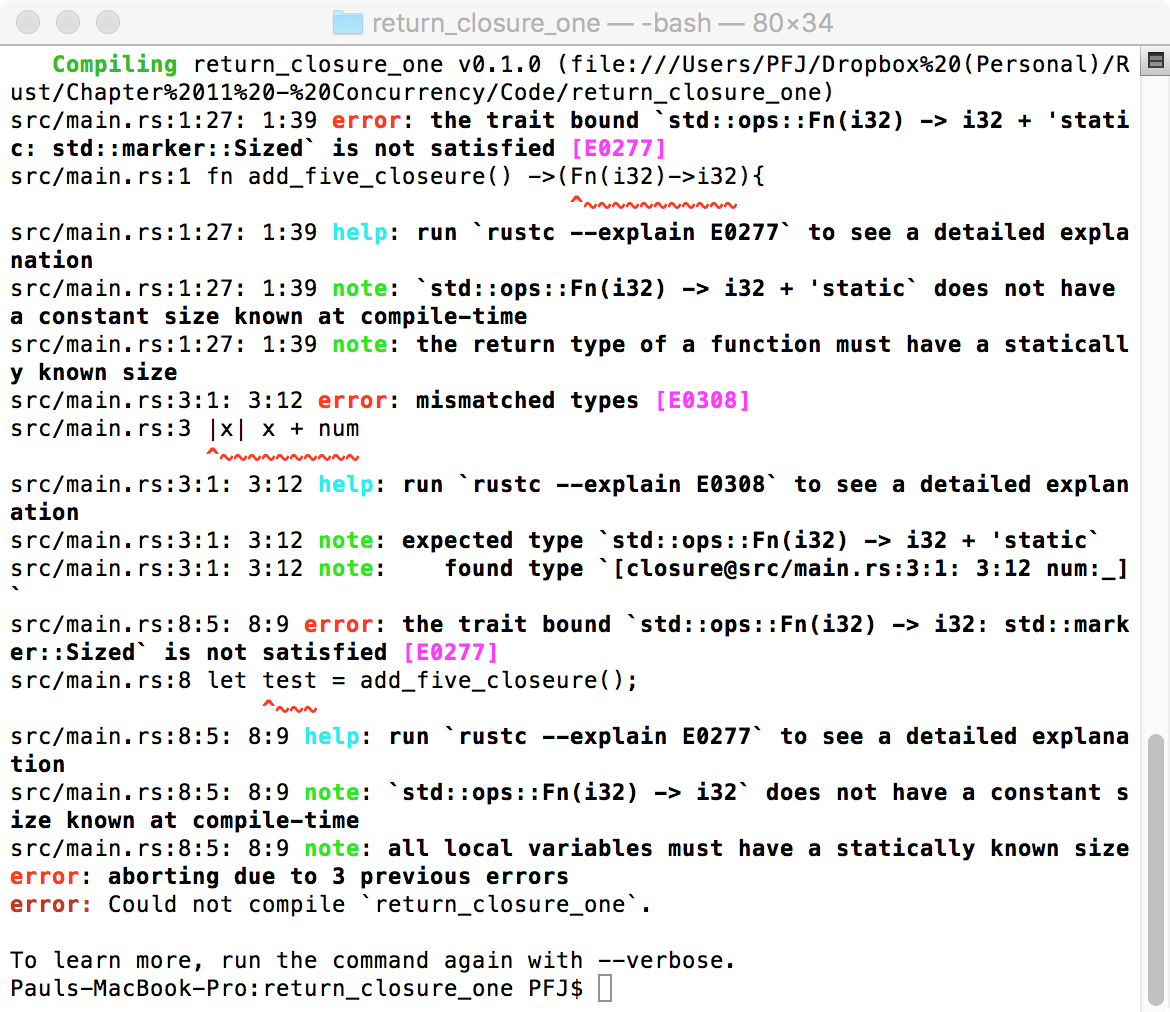 return_closure_one — -bash — 80×34
Compiling return_closure_one v0.1.0 (file:///Users/PFJ/Dropbox%20(Personal)/R
ust/Chapter%2011%20-%20Concurrency/Code/return_closure_one)
src/main.rs:1:27: 1:39 error: the trait bound `std::ops::Fn(i32) -> i32 + 'stati
c: std::marker::Sized` is not satisfied [E0277]
src/main.rs:1 fn add_five_closeure() ->(Fn(i32)->i32){
^~~~~~~~~~~~
src/main.rs:1:27: 1:39 help: run `rustc --explain E0277` to see a detailed expla
nation
src/main.rs:1:27: 1:39 note: `std::ops::Fn(i32) -> i32 + 'static` does not have
a constant size known at compile-time
src/main.rs:1:27: 1:39 note: the return type of a function must have a staticall
y known size
src/main.rs:3:1: 3:12 error: mismatched types [E0308]
src/main.rs:3 |x| x + num
^~~~~~~~~~~
src/main.rs:3:1: 3:12 help: run `rustc --explain E0308` to see a detailed explan
ation
src/main.rs:3:1: 3:12 note: expected type `std::ops::Fn(i32) -> i32 + 'static`
src/main.rs:3:1: 3:12 note:    found type `[closure@src/main.rs:3:1: 3:12 num:_]
`
src/main.rs:8:5: 8:9 error: the trait bound `std::ops::Fn(i32) -> i32: std::mark
er::Sized` is not satisfied [E0277]
src/main.rs:8 let test = add_five_closeure();
^~~~
src/main.rs:8:5: 8:9 help: run `rustc --explain E0277` to see a detailed explana
tion
src/main.rs:8:5: 8:9 note: `std::ops::Fn(i32) -> i32` does not have a constant s
ize known at compile-time
src/main.rs:8:5: 8:9 note: all local variables must have a statically known size
error: aborting due to 3 previous errors
error: Could not compile `return_closure_one`.
To learn more, run the command again with --verbose.
Pauls-MacBook-Pro:return_closure_one PFJ$